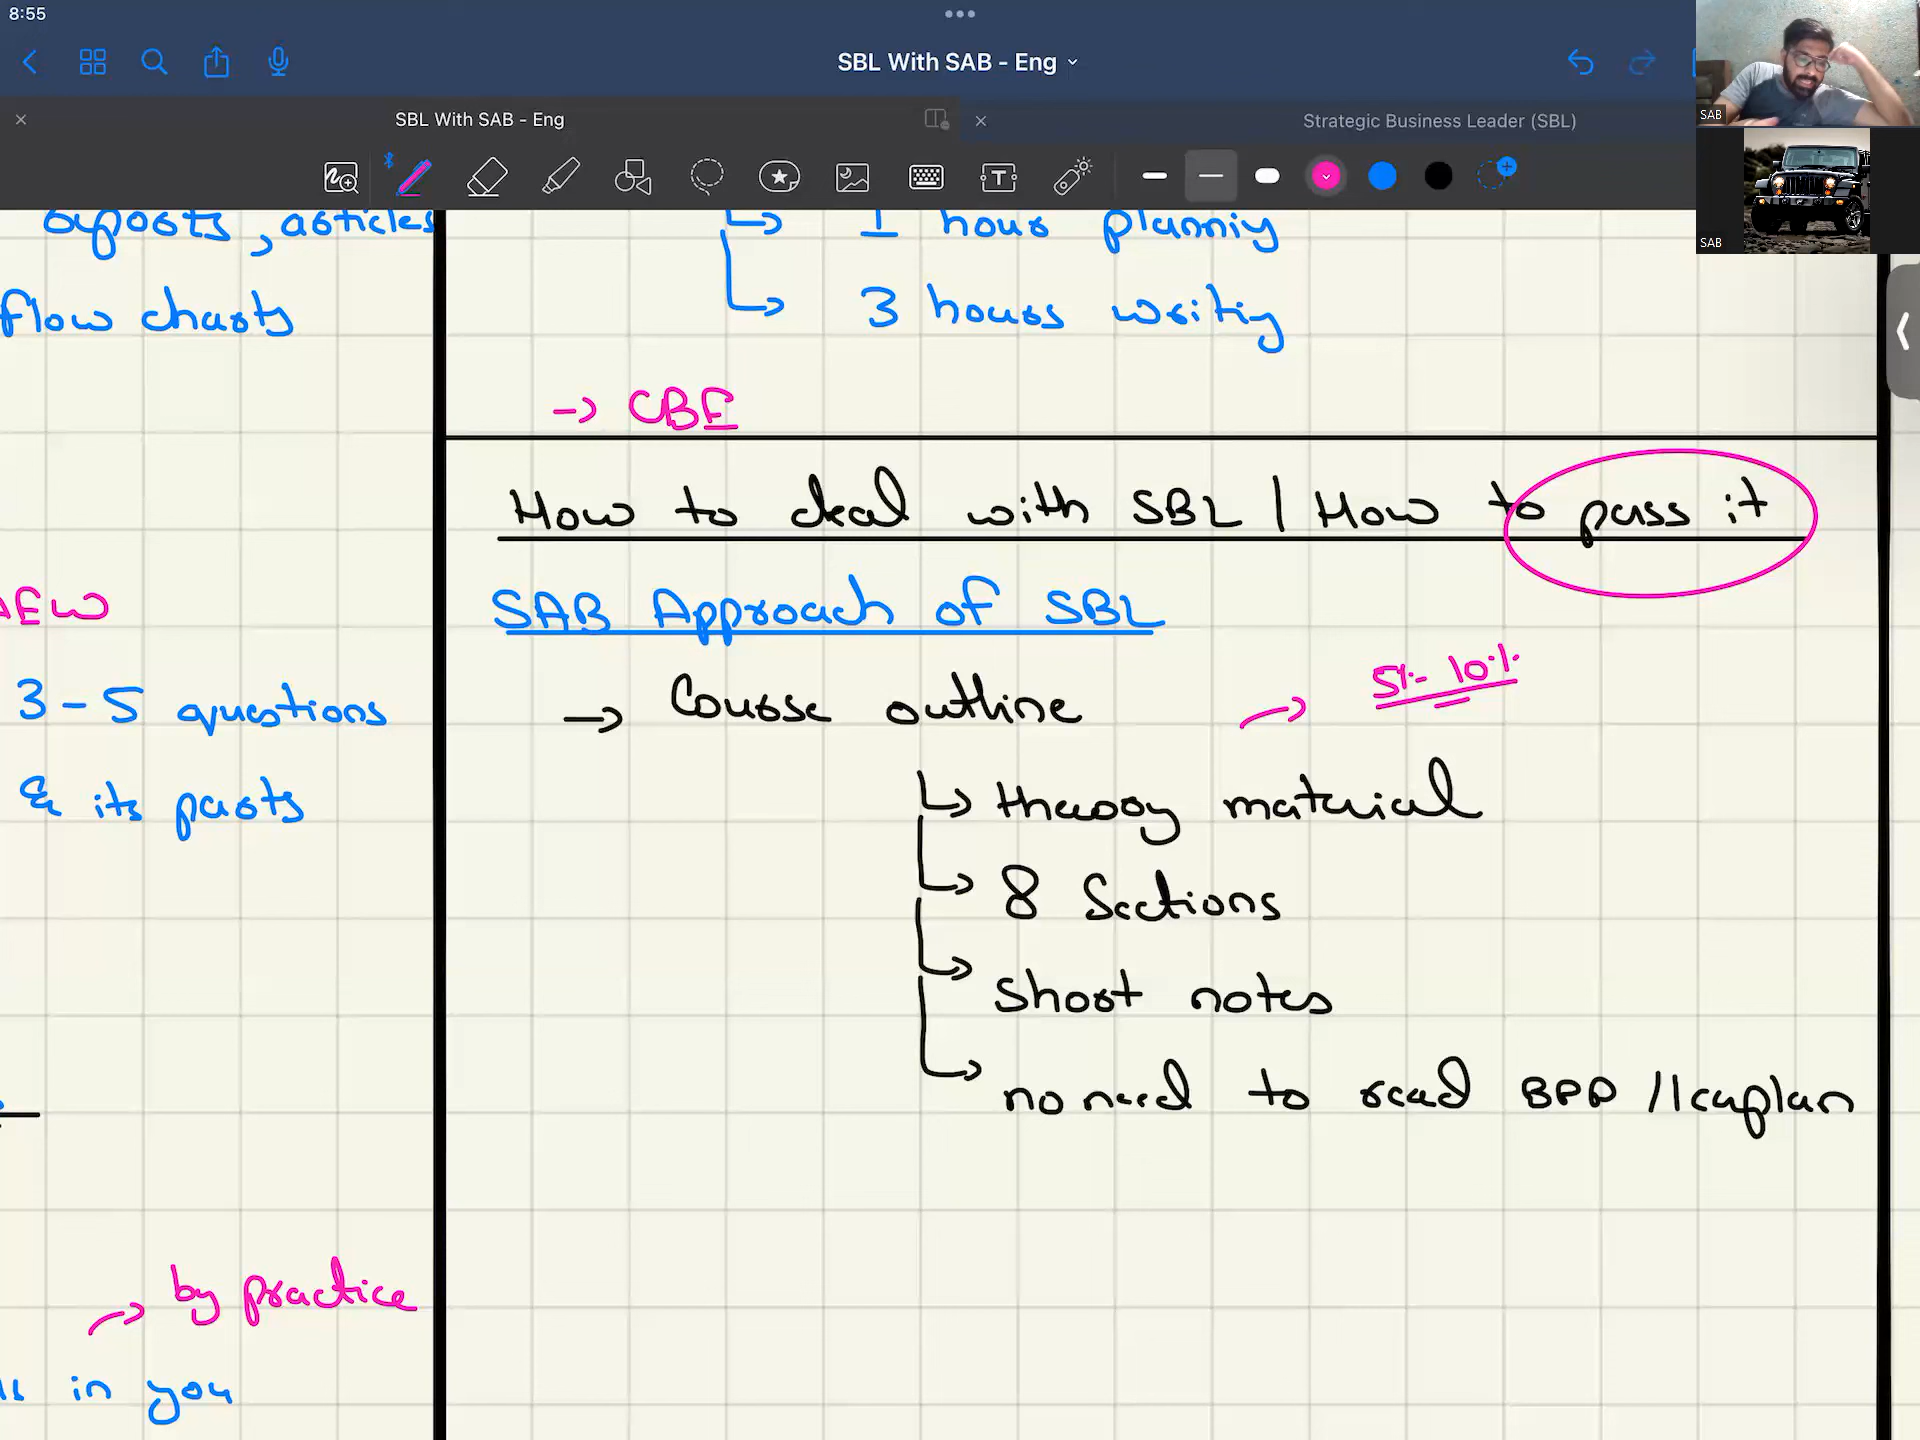 8:55
SBL With SAB - Eng
SBL With SAB - Eng
Strategic Business Leader (SBL)
SAB
SAB
reports, articles
flow charts
1 hour planning
3 hours writing
→ CBE
How to deal with SBL / How to pass it
SAB Approach of SBL
→ Course outline → 5% - 10%
3-5 questions
& its parts
theory material
8 Sections
short notes
no need to read BPP / Kaplan
→ by practice
in you